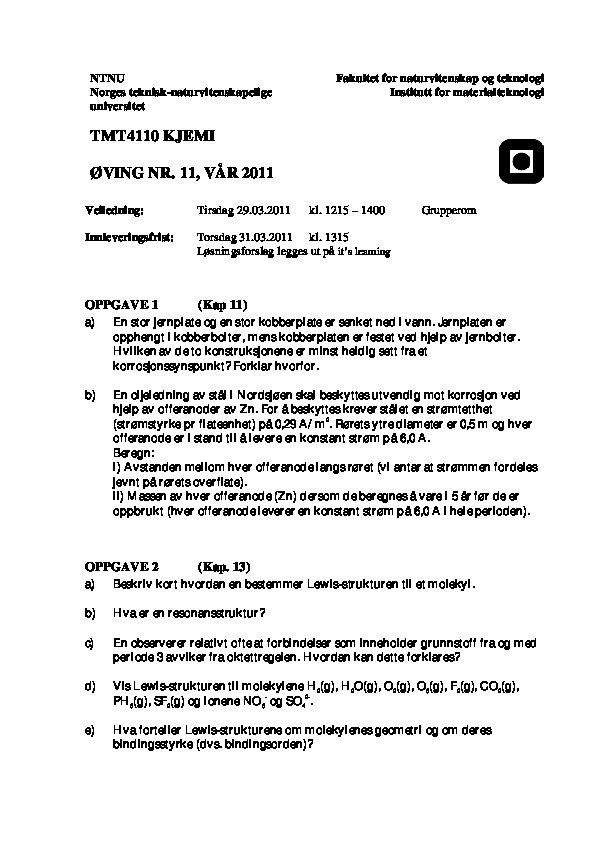 NTNU Fakultet for naturvitenskap og teknologi
Norges teknisk-naturvitenskapelige Institutt for materialteknologi
universitet
TMT4110 KJEMI
ØVING NR. 11, VÅR 2011
Veiledning: Tirsdag 29.03.2011 kl. 1215 – 1400 Grupperom
Innleveringsfrist: Torsdag 31.03.2011 kl. 1315
Løsningsforslag legges ut på it's learning
OPPGAVE 1 (Kap 11)
a) En stor jernplate og en stor kobberplate er senket ned i vann. Jernplaten er
opphengt i kobberbolter, mens kobberplaten er festet ved hjelp av jernbolter.
Hvilken av de to konstruksjonene er minst heldig sett fra et
korrosjonssynspunkt? Forklar hvorfor.
b) En oljeledning av stål i Nordsjøen skal beskyttes utvendig mot korrosjon ved
hjelp av offeranoder av Zn. For å beskyttes krever stålet en strømtetthet
(strømstyrke pr flateenhet) på 0,29 A/ m². Rørets ytre diameter er 0,5 m og hver
offeranode er i stand til å levere en konstant strøm på 6,0 A.
Beregn:
I) Avstanden mellom hver offeranode langs røret (vi antar at strømmen fordeles
jevnt på rørets overflate).
II) Massen av hver offeranode (Zn) dersom de beregnes å vare i 5 år før de er
oppbrukt (hver offeranode leverer en konstant strøm på 6,0 A i hele perioden).
OPPGAVE 2 (Kap. 13)
a) Beskriv kort hvordan en bestemmer Lewis-strukturen til et molekyl.
b) Hva er en resonansstruktur?
c) En observerer relativt ofte at forbindelser som inneholder grunnstoff fra og med
periode 3 avviker fra oktettregelen. Hvordan kan dette forklares?
d) Vis Lewis-strukturen til molekylene H₂(g), H₂O(g), O₂(g), O₃(g), F₂(g), CO₂(g),
PH₃(g), SF₆(g) og ionene NO₃⁻ og SO₄²⁻.
e) Hva forteller Lewis-strukturene om molekylenes geometri og om deres
bindingsstyrke (dvs. bindingsorden)?